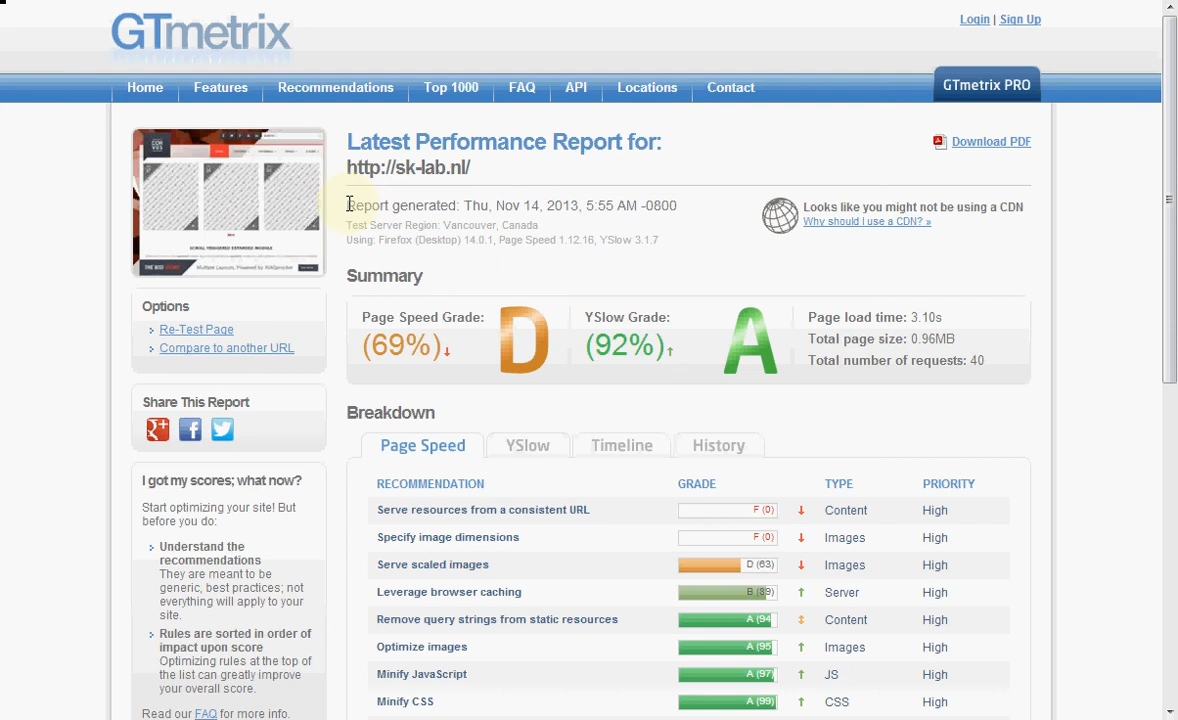 GTmetrix
Login | Sign Up
Home Features Recommendations Top 1000 FAQ API Locations Contact
GTmetrix PRO
Latest Performance Report for:
http://sk-lab.nl/
Download PDF
Report generated: Thu, Nov 14, 2013, 5:55 AM -0800
Test Server Region: Vancouver, Canada
Using: Firefox (Desktop) 14.0.1, Page Speed 1.12.16, YSlow 3.1.7
Looks like you might not be using a CDN
Why should I use a CDN? »
Summary
Page Speed Grade:
(69%) D
YSlow Grade:
(92%) A
Page load time: 3.10s
Total page size: 0.96MB
Total number of requests: 40
Options
Re-Test Page
Compare to another URL
Share This Report
I got my scores; what now?
Start optimizing your site! But
before you do:
Understand the
recommendations
They are meant to be
generic, best practices; not
everything will apply to your
site.
Rules are sorted in order of
impact upon score
Optimizing rules at the top of
the list can greatly improve
your overall score.
Read our FAQ for more info.
Breakdown
Page Speed YSlow Timeline History
RECOMMENDATION GRADE TYPE PRIORITY
Serve resources from a consistent URL F (0) Content High
Specify image dimensions F (0) Images High
Serve scaled images D (63) Images High
Leverage browser caching B (89) Server High
Remove query strings from static resources A (94 Content High
Optimize images A (95 Images High
Minify JavaScript A (97) JS High
Minify CSS A (99) CSS High